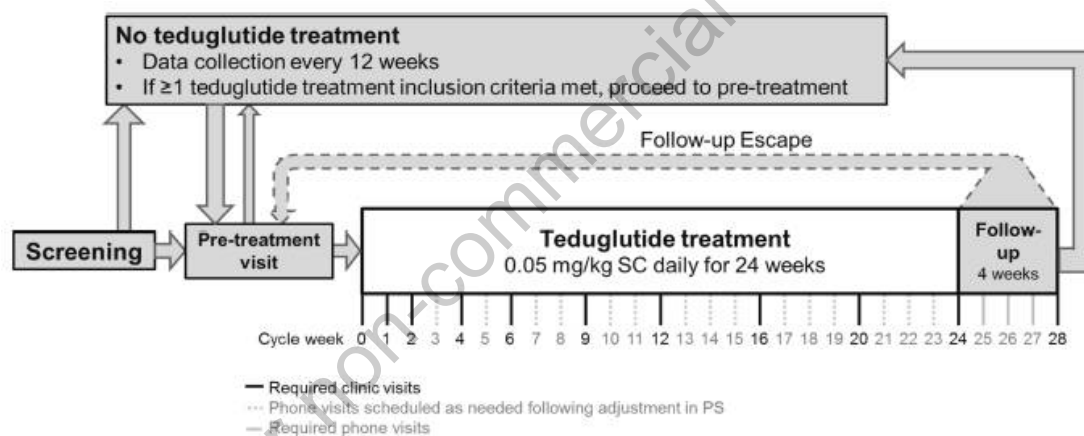 No teduglutide treatment
• Data collection every 12 weeks
• If ≥1 teduglutide treatment inclusion criteria met, proceed to pre-treatment
Follow-up Escape
Screening
Pre-treatment
visit
Teduglutide treatment
0.05 mg/kg SC daily for 24 weeks
Follow-
up
4 weeks
Cycle week 0 1 2 3 4 5 6 7 8 9 10 11 12 13 14 15 16 17 18 19 20 21 22 23 24 25 26 27 28
Required clinic visits
Phone visits scheduled as needed following adjustment in PS
Required phone visits
non-commercial